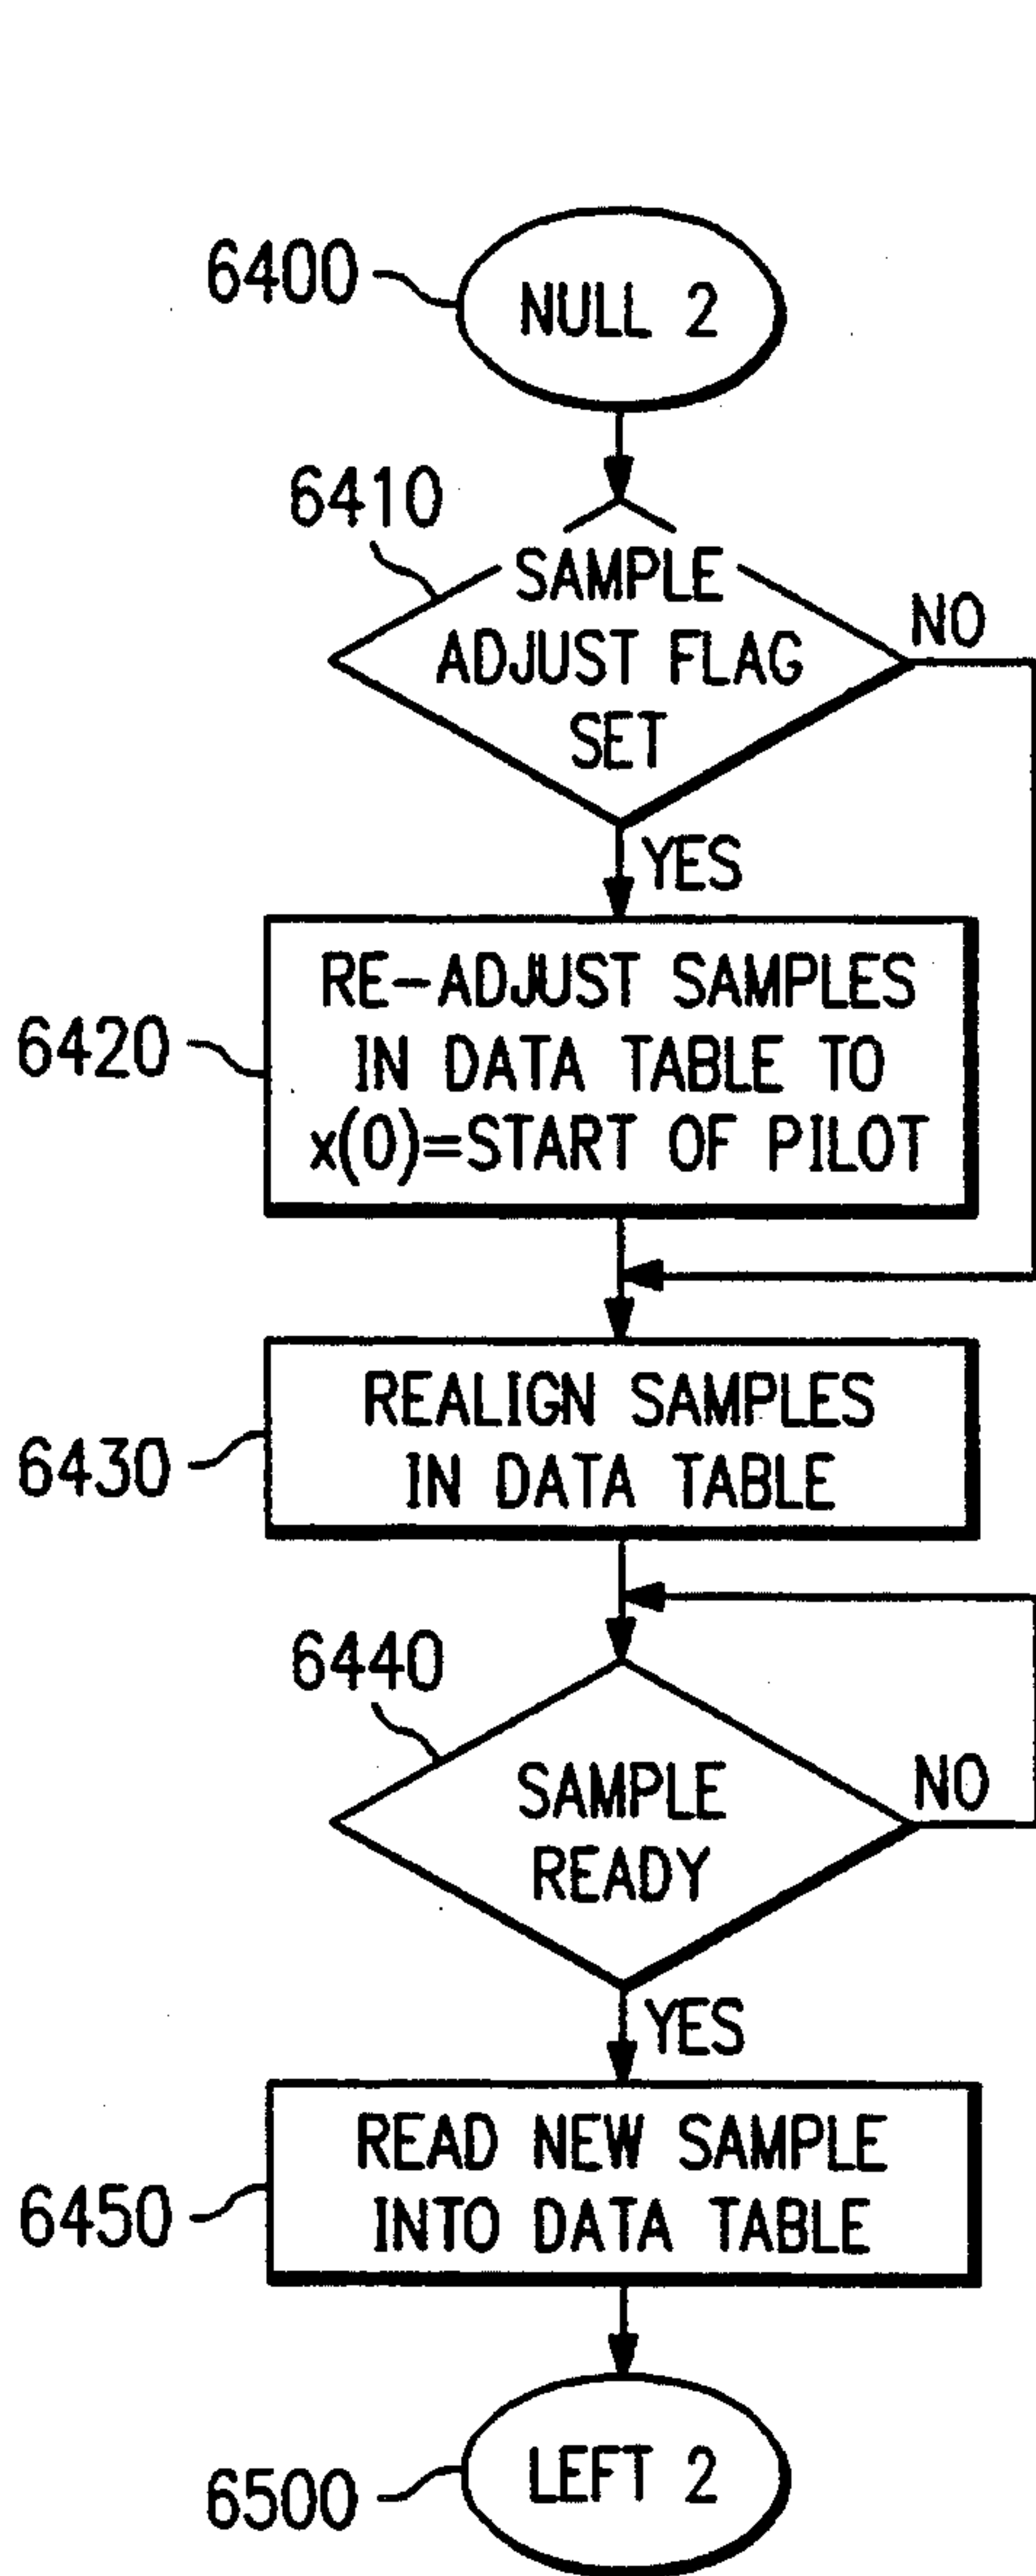 6400
NULL 2
6410
SAMPLE
ADJUST FLAG
SET
NO
YES
RE-ADJUST SAMPLES
IN DATA TABLE TO
x(0)=START OF PILOT
6420
REALIGN SAMPLES
IN DATA TABLE
6430
6440
SAMPLE
READY
NO
YES
READ NEW SAMPLE
INTO DATA TABLE
6450
LEFT 2
6500